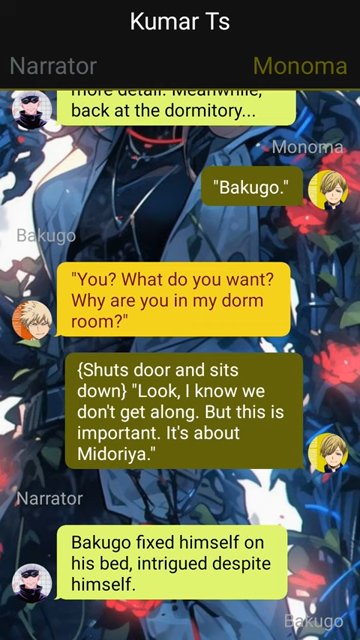 Kumar Ts
Narrator
Monoma
more detail. Meanwhile,
back at the dormitory...
Monoma
"Bakugo."
Bakugo
"You? What do you want?
Why are you in my dorm
room?"
{Shuts door and sits
down} "Look, I know we
don't get along. But this is
important. It's about
Midoriya."
Narrator
Bakugo fixed himself on
his bed, intrigued despite
himself.
Bakugo